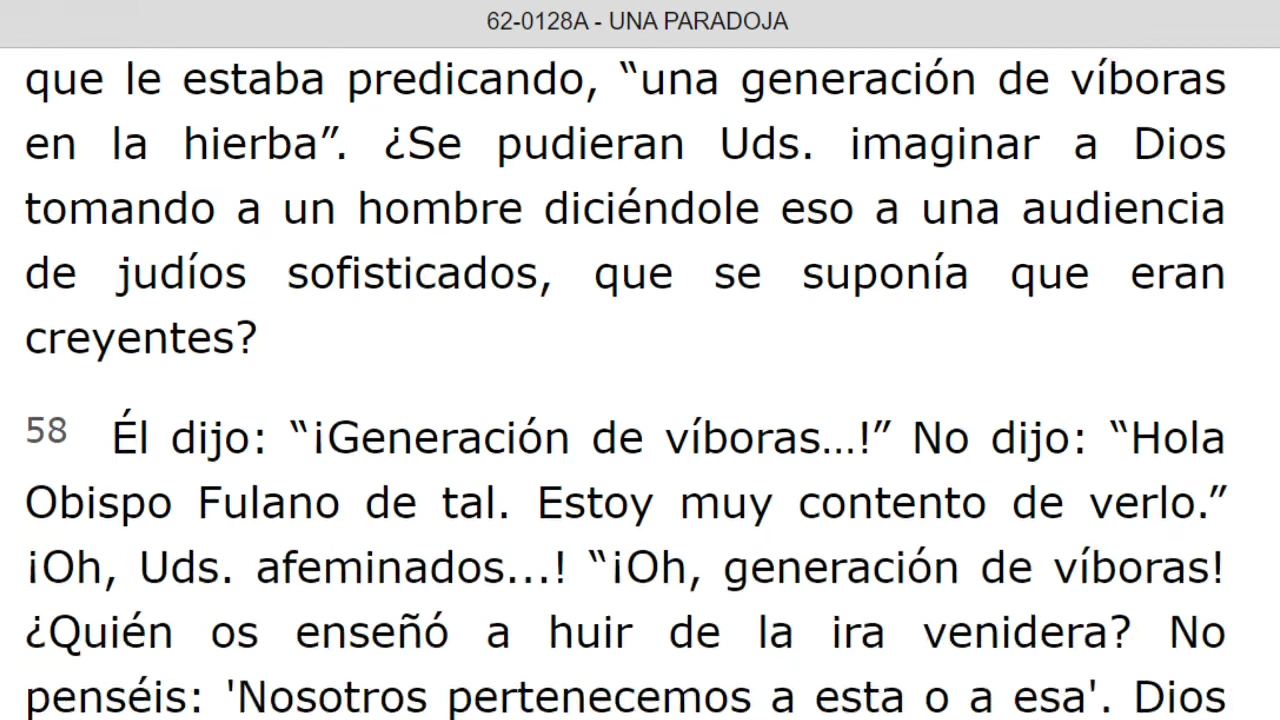 62-0128A - UNA PARADOJA
que le estaba predicando, “una generación de víboras
en la hierba”. ¿Se pudieran Uds. imaginar a Dios
tomando a un hombre diciéndole eso a una audiencia
de judíos sofisticados, que se suponía que eran
creyentes?
58 Él dijo: “¡Generación de víboras…!” No dijo: “Hola
Obispo Fulano de tal. Estoy muy contento de verlo.”
¡Oh, Uds. afeminados...! “¡Oh, generación de víboras!
¿Quién os enseñó a huir de la ira venidera? No
penséis: 'Nosotros pertenecemos a esta o a esa'. Dios